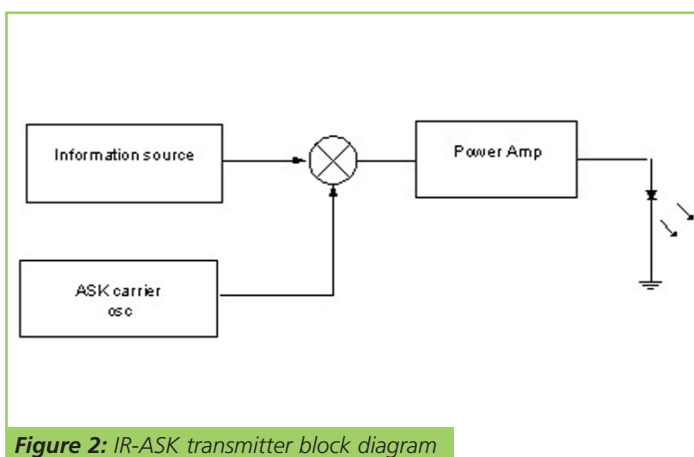 Information source
Power Amp
ASK carrier
osc
Figure 2: IR-ASK transmitter block diagram